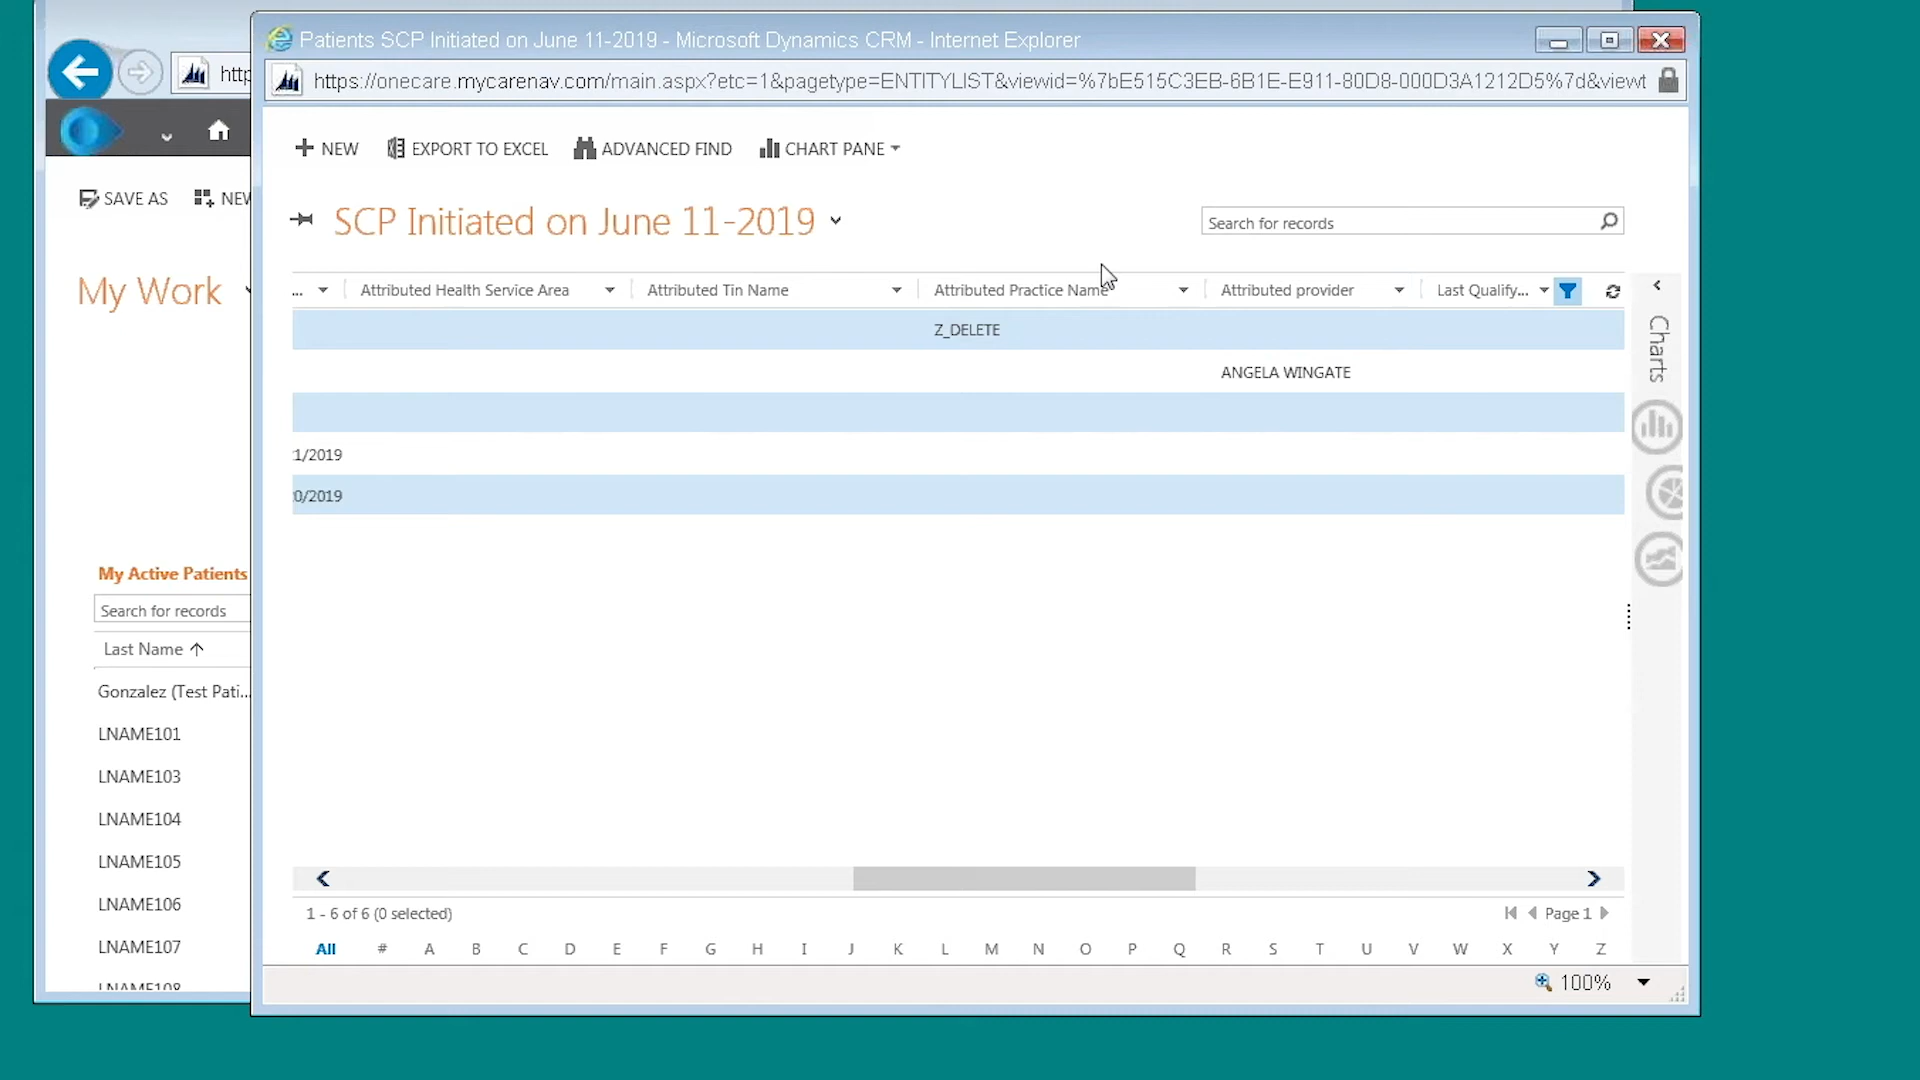 Patients SCP Initiated on June 11-2019 - Microsoft Dynamics CRM - Internet Explorer
http
https://onecare.mycarenav.com/main.aspx?etc=1&pagetype=ENTITYLIST&viewid=%7bE515C3EB-6B1E-E911-80D8-000D3A1212D5%7d&viewt
NEW EXPORT TO EXCEL ADVANCED FIND CHART PANE
SAVE AS NEW
SCP Initiated on June 11-2019
Search for records
My Work
... Attributed Health Service Area Attributed Tin Name Attributed Practice Name Attributed provider Last Qualify...
Z_DELETE
ANGELA WINGATE
1/2019
0/2019
Charts
My Active Patients
Search for records
Last Name
Gonzalez (Test Pati...
LNAME101
LNAME103
LNAME104
LNAME105
LNAME106
LNAME107
LNAME108
1 - 6 of 6 (0 selected)
Page 1
All # A B C D E F G H I J K L M N O P Q R S T U V W X Y Z
100%